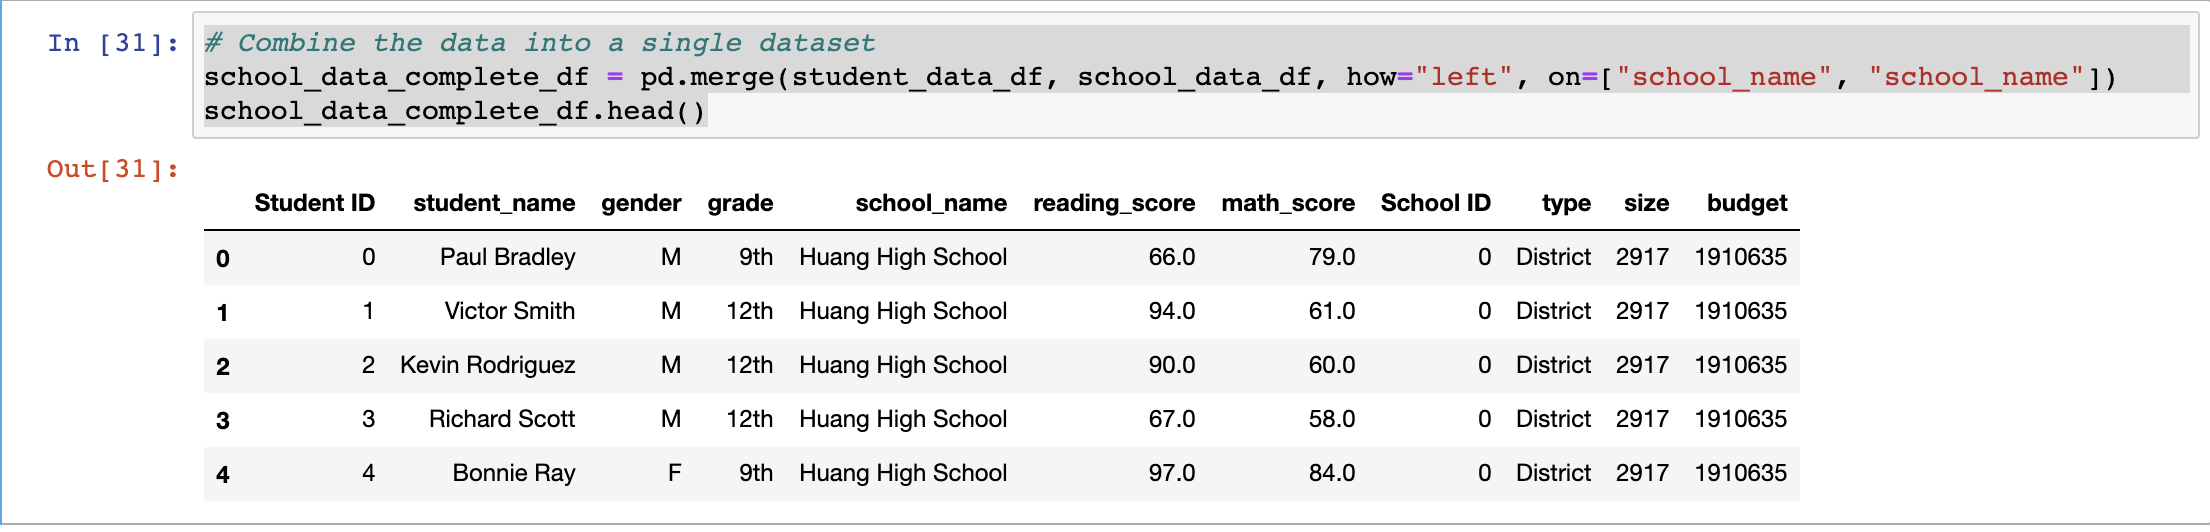 In [31]: # Combine the data into a single dataset
school_data_complete_df = pd.merge(student_data_df, school_data_df, how="left", on=["school_name", "school_name"])
school_data_complete_df.head()
Out[31]:
Student ID student_name gender grade school_name reading_score math_score School ID type size budget
0 0 Paul Bradley M 9th Huang High School 66.0 79.0 0 District 2917 1910635
1 1 Victor Smith M 12th Huang High School 94.0 61.0 0 District 2917 1910635
2 2 Kevin Rodriguez M 12th Huang High School 90.0 60.0 0 District 2917 1910635
3 3 Richard Scott M 12th Huang High School 67.0 58.0 0 District 2917 1910635
4 4 Bonnie Ray F 9th Huang High School 97.0 84.0 0 District 2917 1910635